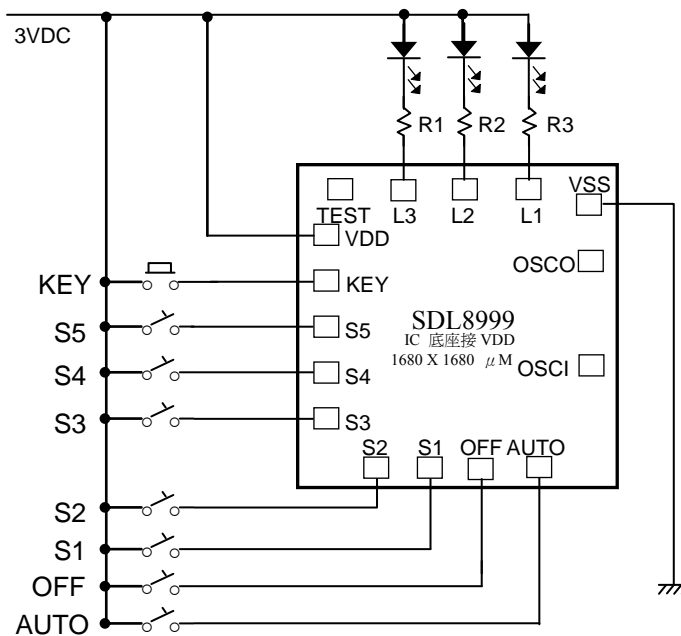 3VDC
R1 R2 R3
TEST L3 L2 L1 VSS
VDD
OSCO
KEY KEY
SDL8999
S5 S5
IC 底座接 VDD
1680 X 1680 μM
OSCI
S4 S4
S3 S3
S2 S1 OFF AUTO
S2
S1
OFF
AUTO